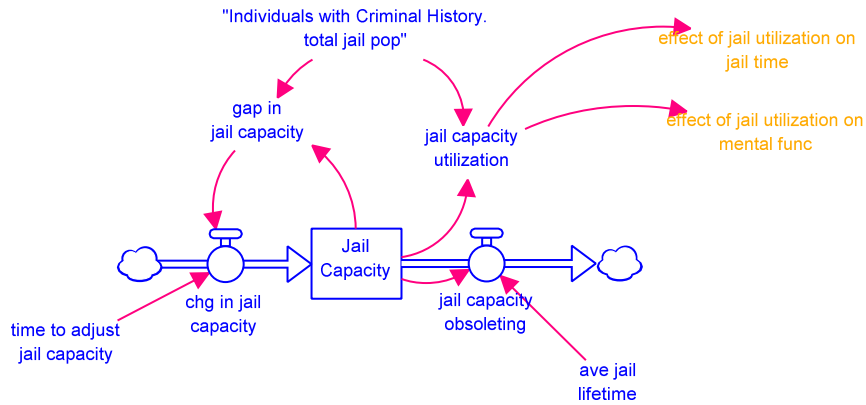 "Individuals with Criminal History.
total jail pop"
effect of jail utilization on
jail time
gap in
jail capacity
jail capacity
utilization
effect of jail utilization on
mental func
Jail
Capacity
chg in jail
capacity
jail capacity
obsoleting
time to adjust
jail capacity
ave jail
lifetime